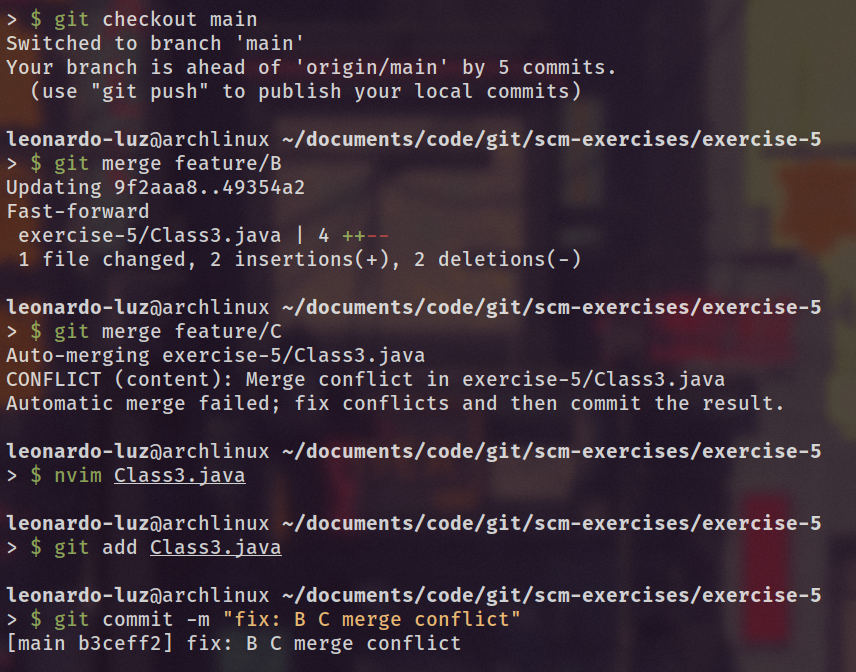 > $ git checkout main
Switched to branch 'main'
Your branch is ahead of 'origin/main' by 5 commits.
  (use "git push" to publish your local commits)
leonardo-luz@archlinux ~/documents/code/git/scm-exercises/exercise-5
> $ git merge feature/B
Updating 9f2aaa8..49354a2
Fast-forward
 exercise-5/Class3.java | 4 ++--
 1 file changed, 2 insertions(+), 2 deletions(-)
leonardo-luz@archlinux ~/documents/code/git/scm-exercises/exercise-5
> $ git merge feature/C
Auto-merging exercise-5/Class3.java
CONFLICT (content): Merge conflict in exercise-5/Class3.java
Automatic merge failed; fix conflicts and then commit the result.
leonardo-luz@archlinux ~/documents/code/git/scm-exercises/exercise-5
> $ nvim Class3.java
leonardo-luz@archlinux ~/documents/code/git/scm-exercises/exercise-5
> $ git add Class3.java
leonardo-luz@archlinux ~/documents/code/git/scm-exercises/exercise-5
> $ git commit -m "fix: B C merge conflict"
[main b3ceff2] fix: B C merge conflict